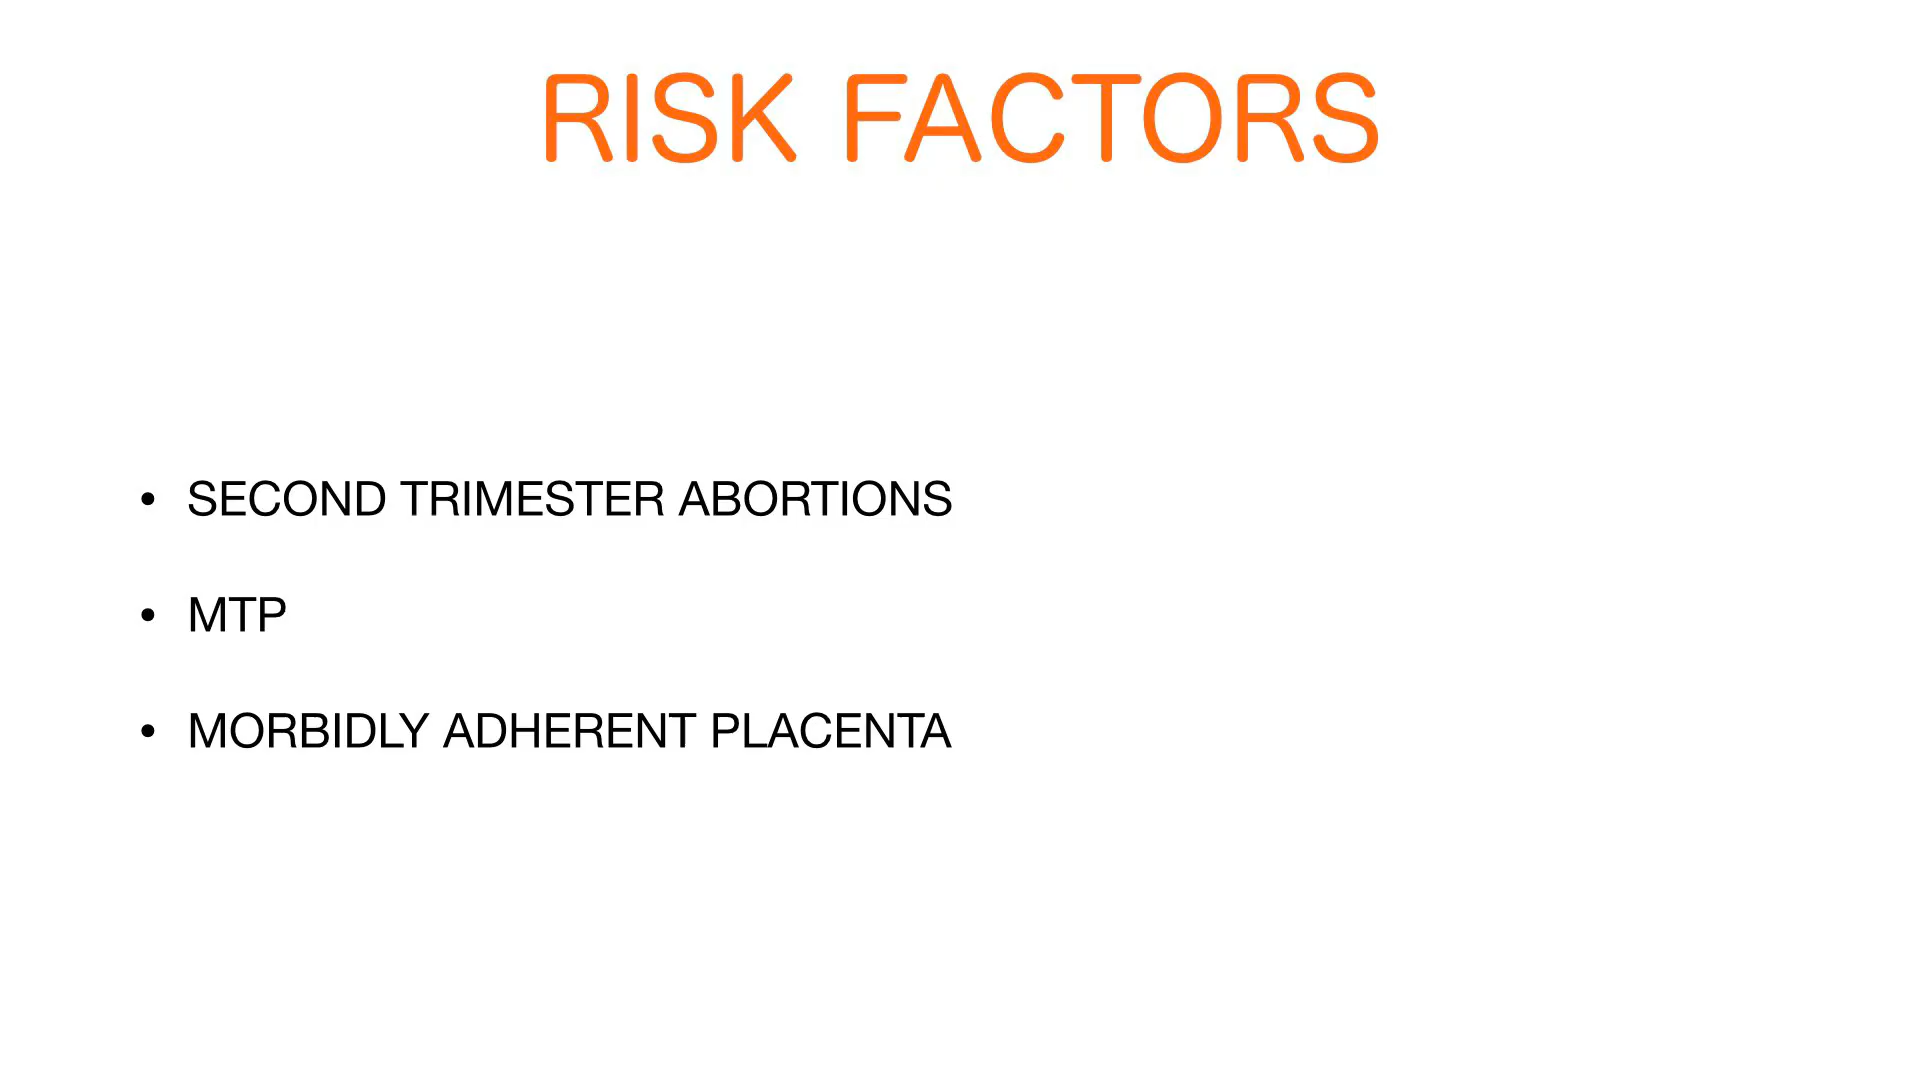 RISK FACTORS
• SECOND TRIMESTER ABORTIONS
• MTP
• MORBIDLY ADHERENT PLACENTA